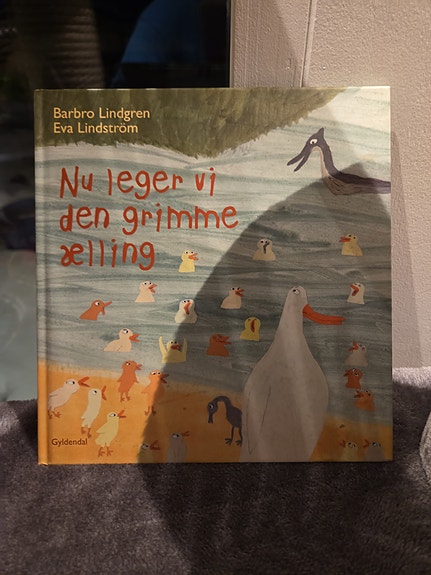 Barbro Lindgren
Eva Lindström
Nu leger vi
den grimme
ælling
Gyldendal